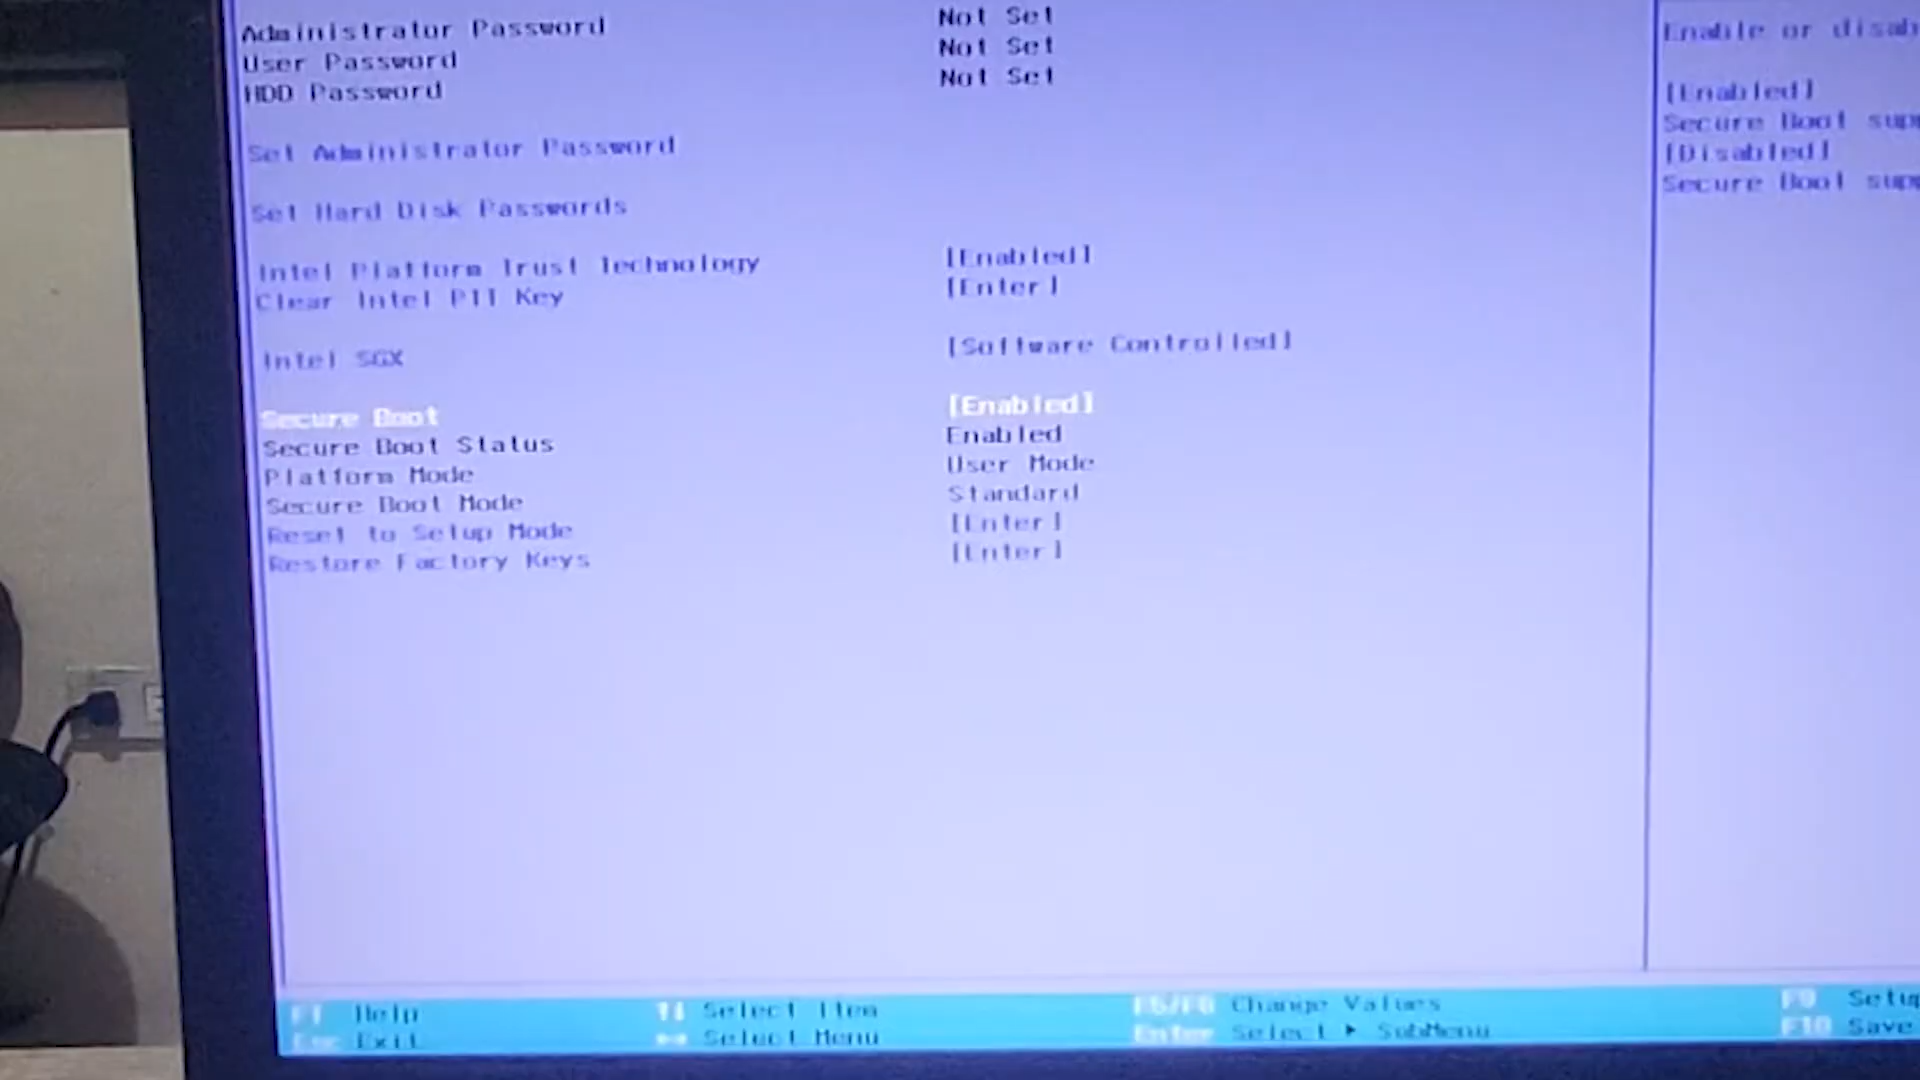 Administrator Password Not Set
User Password Not Set
HDD Password Not Set
Set Administrator Password
Set Hard Disk Passwords
Intel Platform Trust Technology [Enabled]
Clear Intel PTT Key [Enter]
Intel SGX [Software Controlled]
Secure Boot [Enabled]
Secure Boot Status Enabled
Platform Mode User Mode
Secure Boot Mode Standard
Reset to Setup Mode [Enter]
Restore Factory Keys [Enter]
Enable or disab
[Enabled]
Secure Boot supp
[Disabled]
Secure Boot supp
F1 Help ↑↓ Select Item F5/F6 Change Values F9 Setup
Esc Exit ↔ Select Menu Enter Select ▶ SubMenu F10 Save